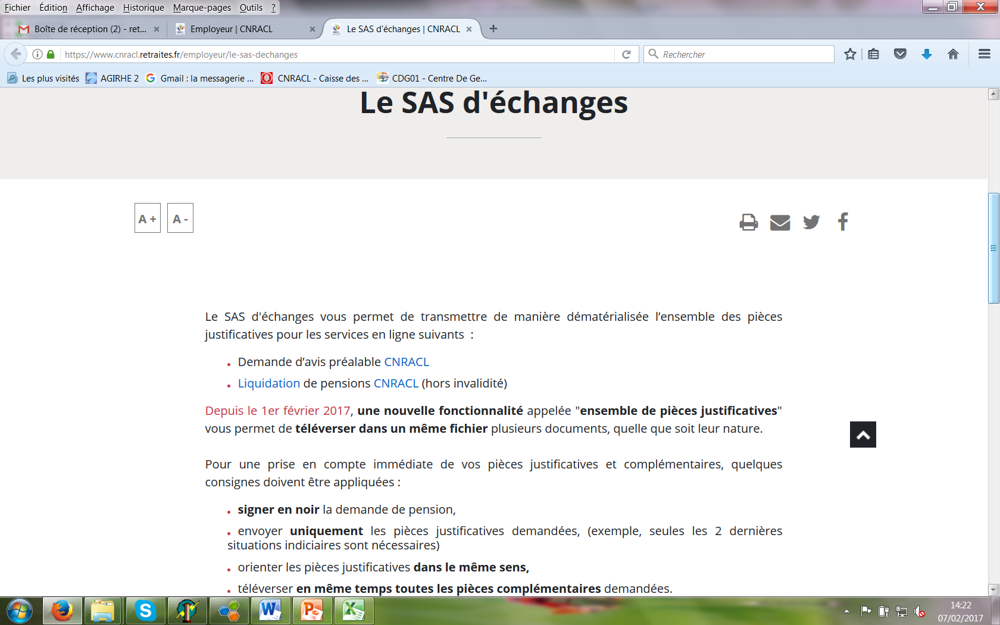 Fichier Édition Affichage Historique Marque-pages Outils ?
Boîte de réception (2) - ret... Employeur | CNRACL Le SAS d'échanges | CNRACL
https://www.cnracl.retraites.fr/employeur/le-sas-dechanges Rechercher
Les plus visités AGIRHE 2 Gmail : la messagerie ... CNRACL - Caisse des ... CDG01 - Centre De Ge...
Le SAS d'échanges
A + A -
Le SAS d'échanges vous permet de transmettre de manière dématérialisée l’ensemble des pièces
justificatives pour les services en ligne suivants :
Demande d’avis préalable CNRACL
Liquidation de pensions CNRACL (hors invalidité)
Depuis le 1er février 2017, une nouvelle fonctionnalité appelée "ensemble de pièces justificatives"
vous permet de téléverser dans un même fichier plusieurs documents, quelle que soit leur nature.
Pour une prise en compte immédiate de vos pièces justificatives et complémentaires, quelques
consignes doivent être appliquées :
signer en noir la demande de pension,
envoyer uniquement les pièces justificatives demandées, (exemple, seules les 2 dernières
situations indiciaires sont nécessaires)
orienter les pièces justificatives dans le même sens,
téléverser en même temps toutes les pièces complémentaires demandées.
14:22
07/02/2017